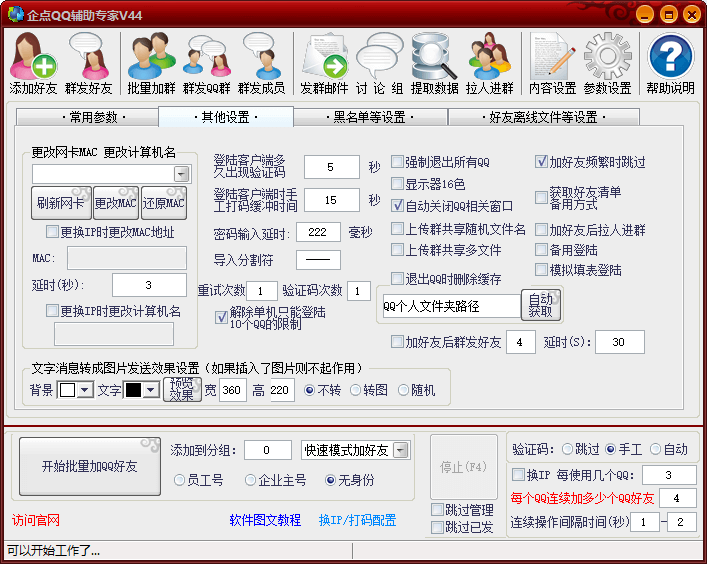 企点QQ辅助专家V44
添加好友 群发好友 批量加群 群发QQ群 群发成员 发群邮件 讨论组 提取数据 拉人进群 内容设置 参数设置 帮助说明
·常用参数· ·其他设置· ·黑名单等设置· ·好友离线文件等设置·
更改网卡MAC 更改计算机名
刷新网卡 更改MAC 还原MAC
更换IP时更改MAC地址
MAC:
延时(秒): 3
更换IP时更改计算机名
登陆客户端多
久出现验证码 5 秒
登陆客户端时手
工打码缓冲时间 15 秒
密码输入延时: 222 毫秒
导入分割符 ——
重试次数 1 验证码次数 1
解除单机只能登陆
10个QQ的限制
强制退出所有QQ
显示器16色
自动关闭QQ相关窗口
上传群共享随机文件名
上传群共享多文件
退出QQ时删除缓存
加好友频繁时跳过
获取好友清单
备用方式
加好友后拉人进群
备用登陆
模拟填表登陆
QQ个人文件夹路径 自动
获取
加好友后群发好友 4 延时(S): 30
文字消息转成图片发送效果设置（如果插入了图片则不起作用）
背景 文字 预览
效果 宽 360 高 220 不转 转图 随机
开始批量加QQ好友
添加到分组: 0 快速模式加好友
员工号 企业主号 无身份
停止(F4)
跳过管理
跳过已发
验证码: 跳过 手工 自动
换IP 每使用几个QQ: 3
每个QQ连续加多少个QQ好友 4
连续操作间隔时间(秒) 1 - 2
访问官网 软件图文教程 换IP/打码配置
可以开始工作了...